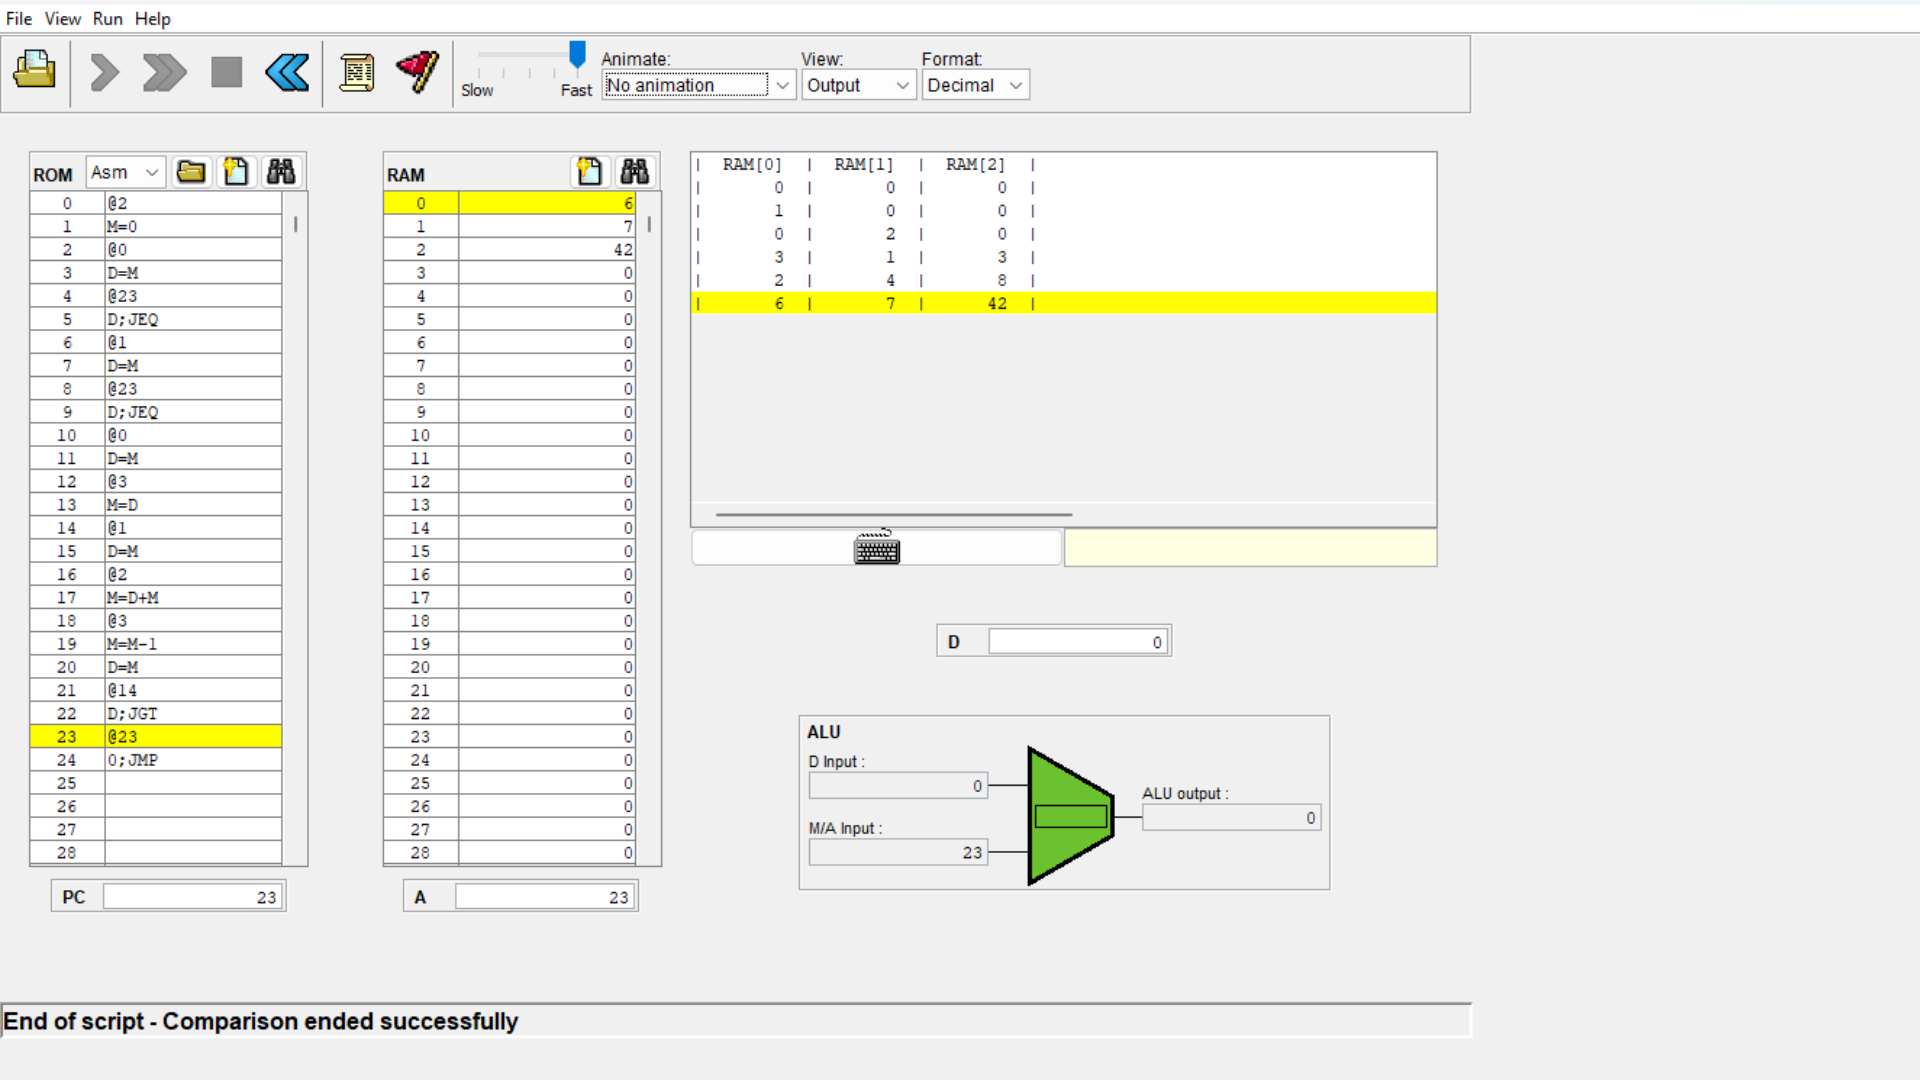 File View Run Help
Animate: View: Format:
Slow Fast No animation Output Decimal
ROM Asm
0 @2
1 M=0
2 @0
3 D=M
4 @23
5 D;JEQ
6 @1
7 D=M
8 @23
9 D;JEQ
10 @0
11 D=M
12 @3
13 M=D
14 @1
15 D=M
16 @2
17 M=D+M
18 @3
19 M=M-1
20 D=M
21 @14
22 D;JGT
23 @23
24 0;JMP
25
26
27
28
PC 23
RAM
0 6
1 7
2 42
3 0
4 0
5 0
6 0
7 0
8 0
9 0
10 0
11 0
12 0
13 0
14 0
15 0
16 0
17 0
18 0
19 0
20 0
21 0
22 0
23 0
24 0
25 0
26 0
27 0
28 0
A 23
| RAM[0] | RAM[1] | RAM[2] |
| 0 | 0 | 0 |
| 1 | 0 | 0 |
| 0 | 2 | 0 |
| 3 | 1 | 3 |
| 2 | 4 | 8 |
| 6 | 7 | 42 |
D 0
ALU
D Input :
0
M/A Input :
23
ALU output :
0
End of script - Comparison ended successfully